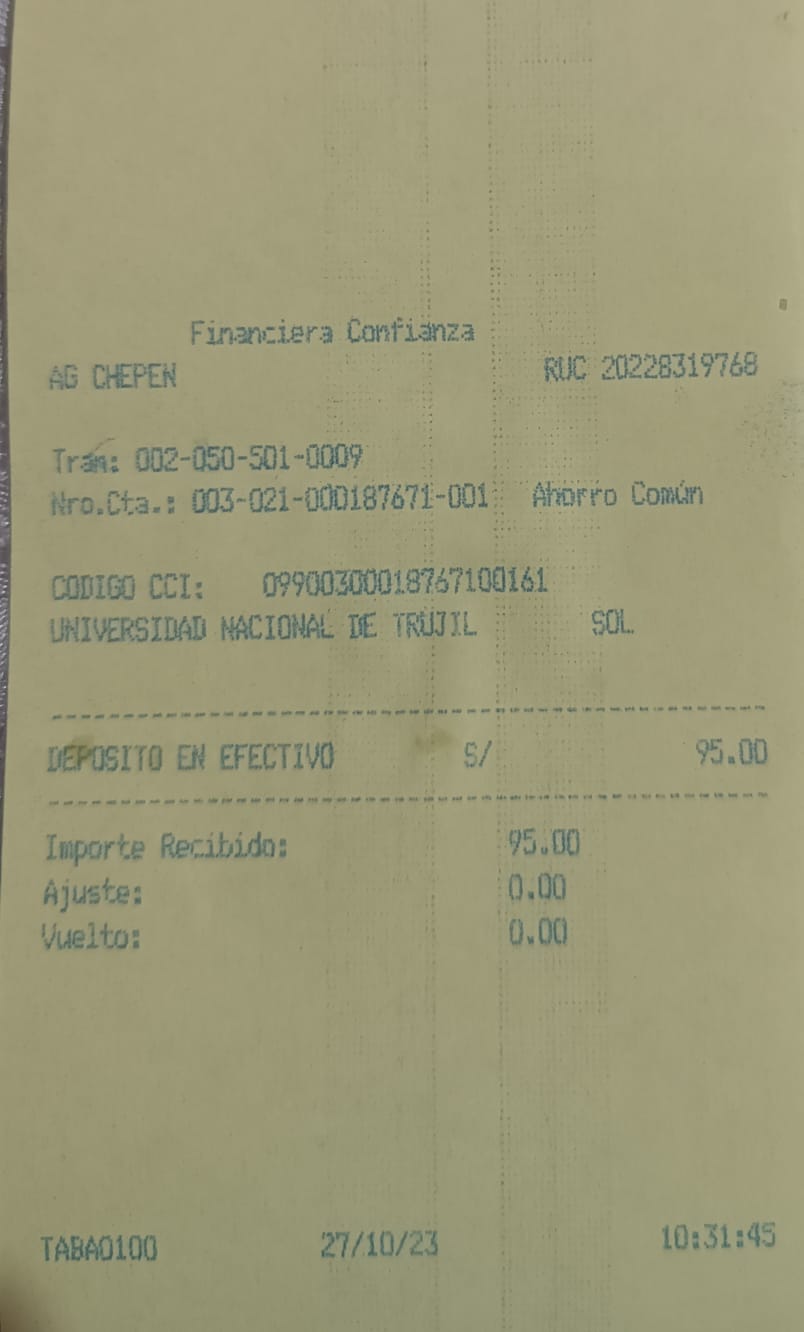 Financiera Confianza
AG CHEPEN RUC 20228319768
Tran: 002-050-501-0009
Nro.Cta.: 003-021-000187671-001 Ahorro Común
CODIGO CCI: 09900300018767100161
UNIVERSIDAD NACIONAL DE TRUJIL SOL
DEPOSITO EN EFECTIVO S/ 95.00
Importe Recibido: 95.00
Ajuste: 0.00
Vuelto: 0.00
TABA0100 27/10/23 10:31:45